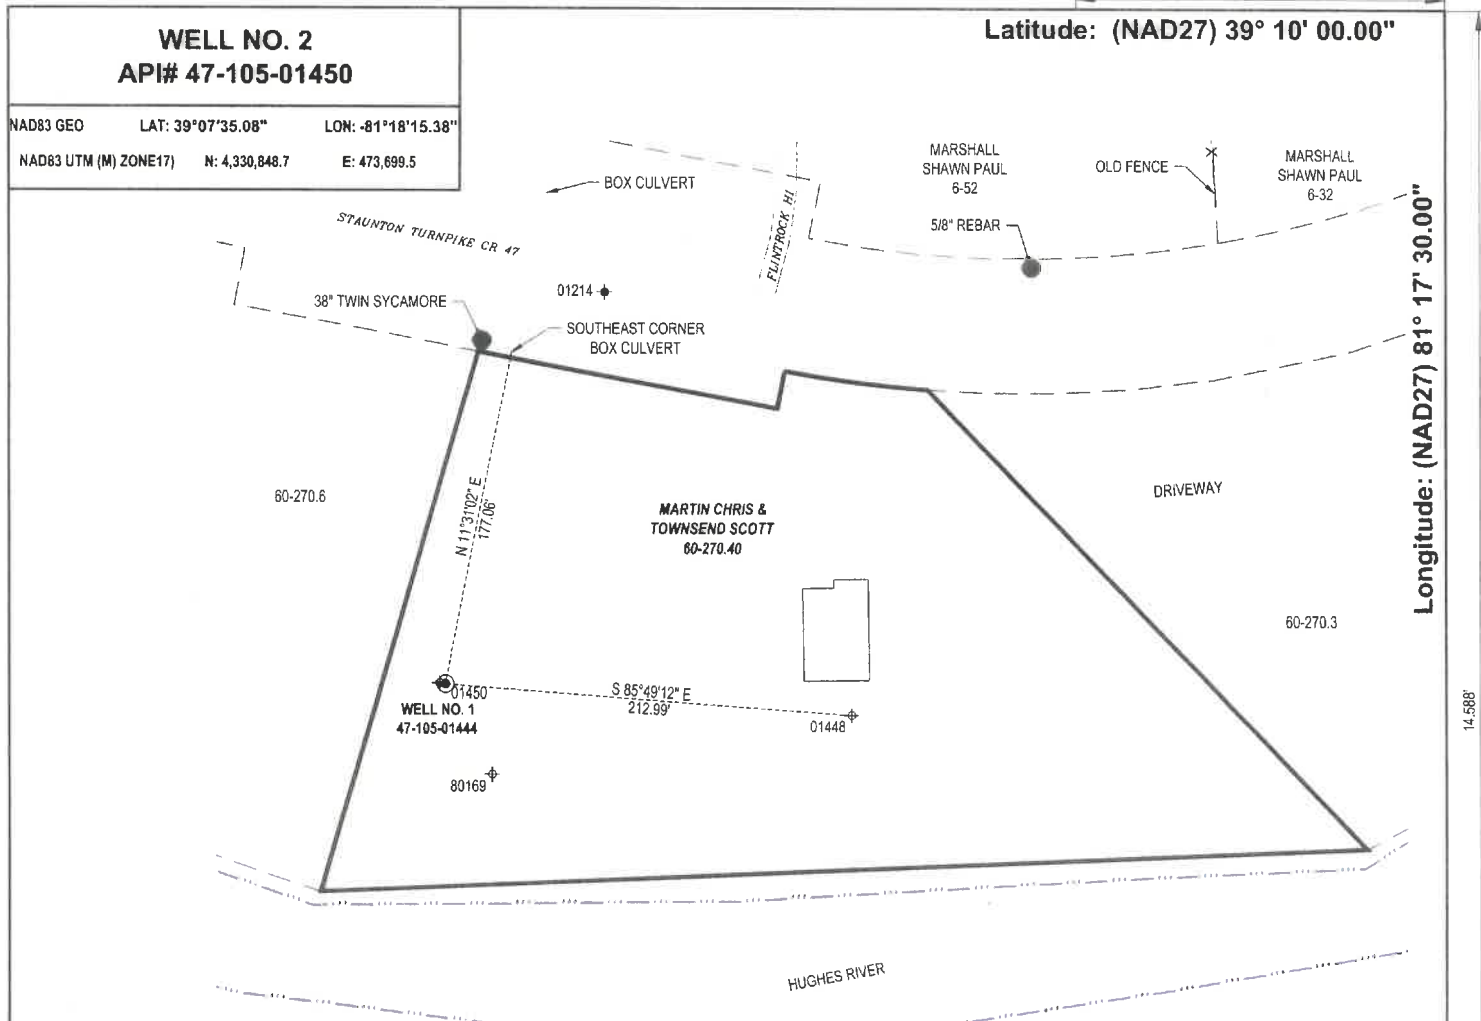 WELL NO. 2
API# 47-105-01450
NAD83 GEO LAT: 39°07'35.08" LON: -81°18'15.38"
NAD83 UTM (M) ZONE17) N: 4,330,848.7 E: 473,699.5
Latitude: (NAD27) 39° 10' 00.00"
Longitude: (NAD27) 81° 17' 30.00"
BOX CULVERT
STAUNTON TURNPIKE CR 47
FLINTROCK HI
MARSHALL
SHAWN PAUL
6-52
OLD FENCE
MARSHALL
SHAWN PAUL
6-32
5/8" REBAR
01214
38" TWIN SYCAMORE
SOUTHEAST CORNER
BOX CULVERT
60-270.6
N 11°31'02" E
177.06'
MARTIN CHRIS &
TOWNSEND SCOTT
60-270.40
DRIVEWAY
60-270.3
01450
WELL NO. 1
47-105-01444
S 85°49'12" E
212.99'
01448
80169
14.588'
HUGHES RIVER